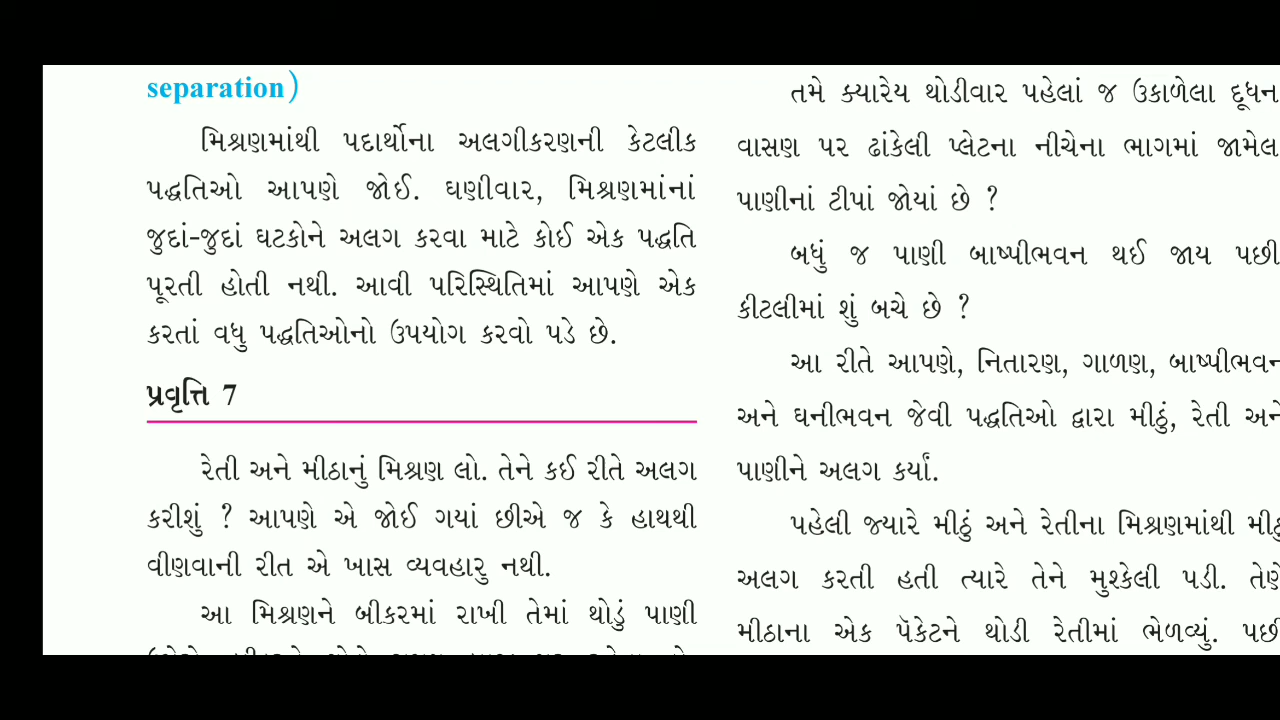 separation)
મિશ્રણમાંથી પદાર્થોના અલગીકરણની કેટલીક
પદ્ધતિઓ આપણે જોઈ. ઘણીવાર, મિશ્રણમાંનાં
જુદાં-જુદાં ઘટકોને અલગ કરવા માટે કોઈ એક પદ્ધતિ
પૂરતી હોતી નથી. આવી પરિસ્થિતિમાં આપણે એક
કરતાં વધુ પદ્ધતિઓનો ઉપયોગ કરવો પડે છે.
પ્રવૃત્તિ 7
રેતી અને મીઠાનું મિશ્રણ લો. તેને કઈ રીતે અલગ
કરીશું ? આપણે એ જોઈ ગયાં છીએ જ કે હાથથી
વીણવાની રીત એ ખાસ વ્યવહારુ નથી.
આ મિશ્રણને બીકરમાં રાખી તેમાં થોડું પાણી
તમે ક્યારેય થોડીવાર પહેલાં જ ઉકાળેલા
વાસણ પર ઢાંકેલી પ્લેટના નીચેના ભાગમાં
પાણીનાં ટીપાં જોયાં છે ?
બધું જ પાણી બાષ્પીભવન થઈ જાય પછી
કીટલીમાં શું બચે છે ?
આ રીતે આપણે, નિતારણ, ગાળણ,
અને ઘનીભવન જેવી પદ્ધતિઓ દ્વારા મીઠું, રેતી અને
પાણીને અલગ કર્યાં.
પહેલી જ્યારે મીઠું અને રેતીના મિશ્રણમાંથી
અલગ કરતી હતી ત્યારે તેને મુશ્કેલી પડી. તેણે
મીઠાના એક પૅકેટને થોડી રેતીમાં ભેળવ્યું. પછી